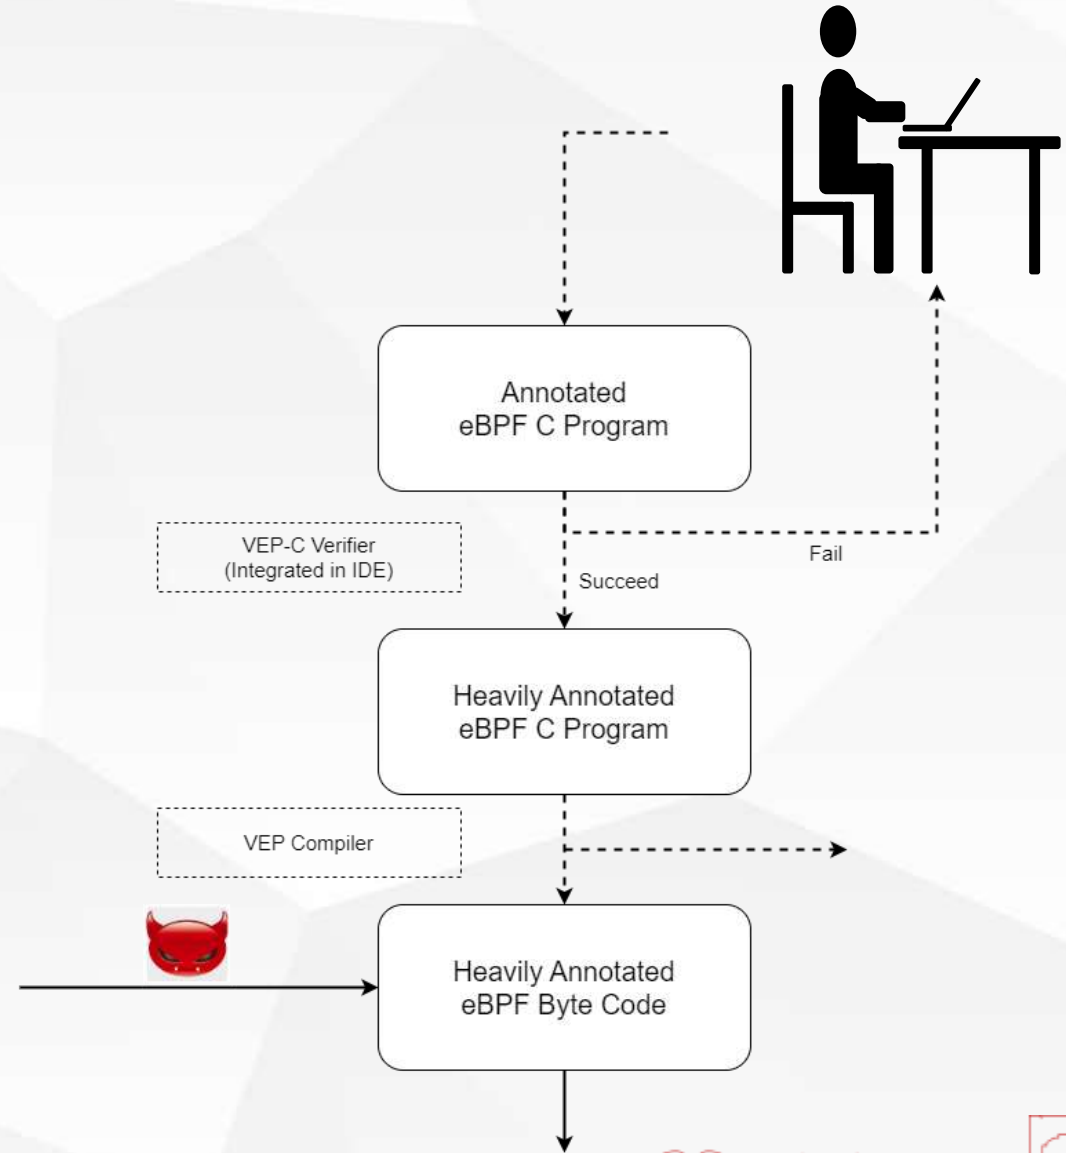 Annotated
eBPF C Program
VEP-C Verifier
(Integrated in IDE)
Fail
Succeed
Heavily Annotated
eBPF C Program
VEP Compiler
Heavily Annotated
eBPF Byte Code